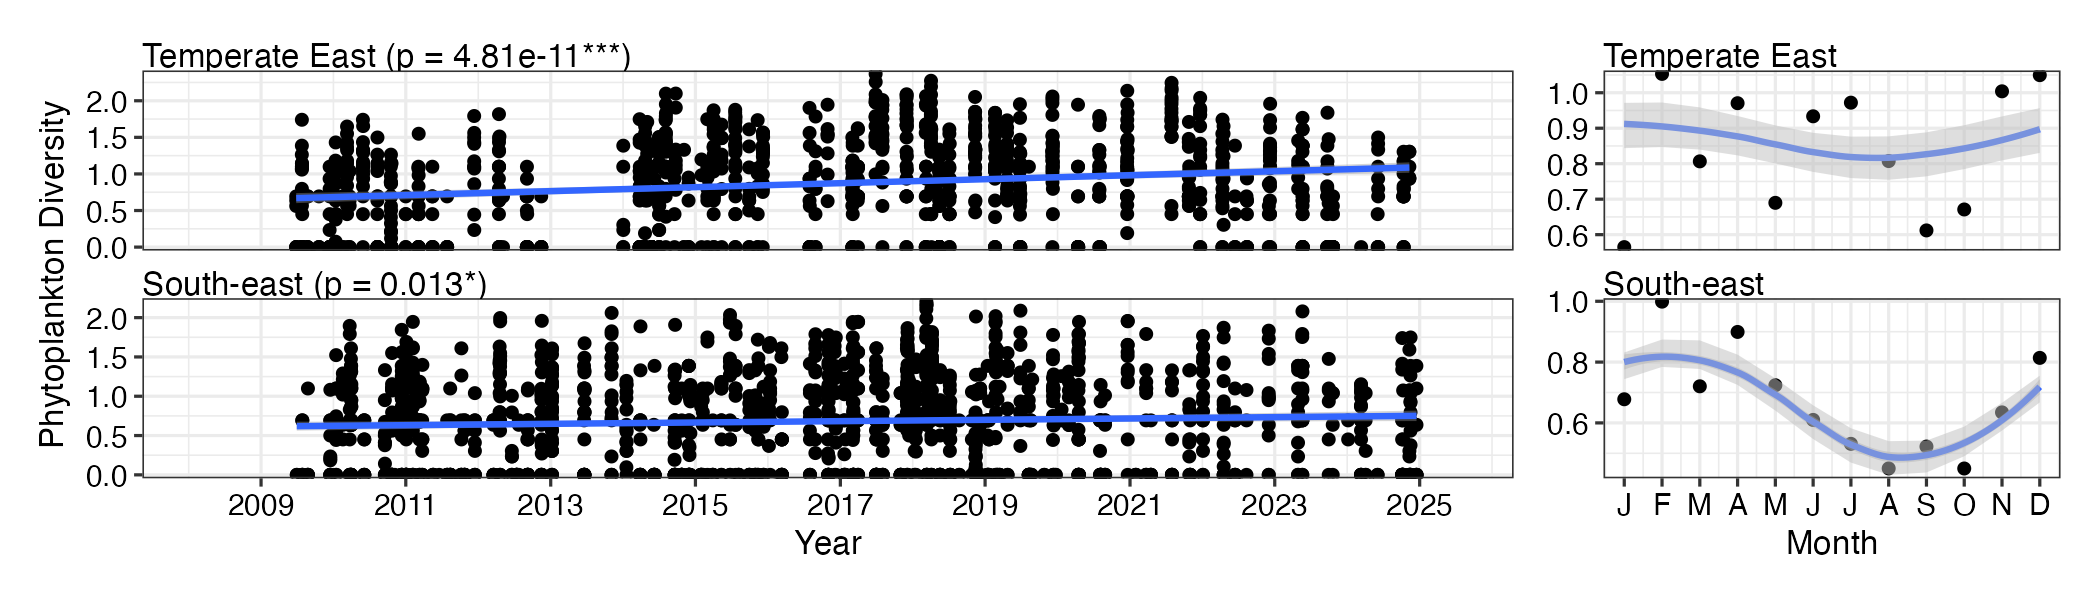 Temperate East (p = 4.81e-11***)
2.0
1.5
1.0
0.5
0.0
South-east (p = 0.013*)
2.0
1.5
1.0
0.5
0.0
2009 2011 2013 2015 2017 2019 2021 2023 2025
Year
Phytoplankton Diversity
Temperate East
1.0
0.9
0.8
0.7
0.6
South-east
1.0
0.8
0.6
J F M A M J J A S O N D
Month